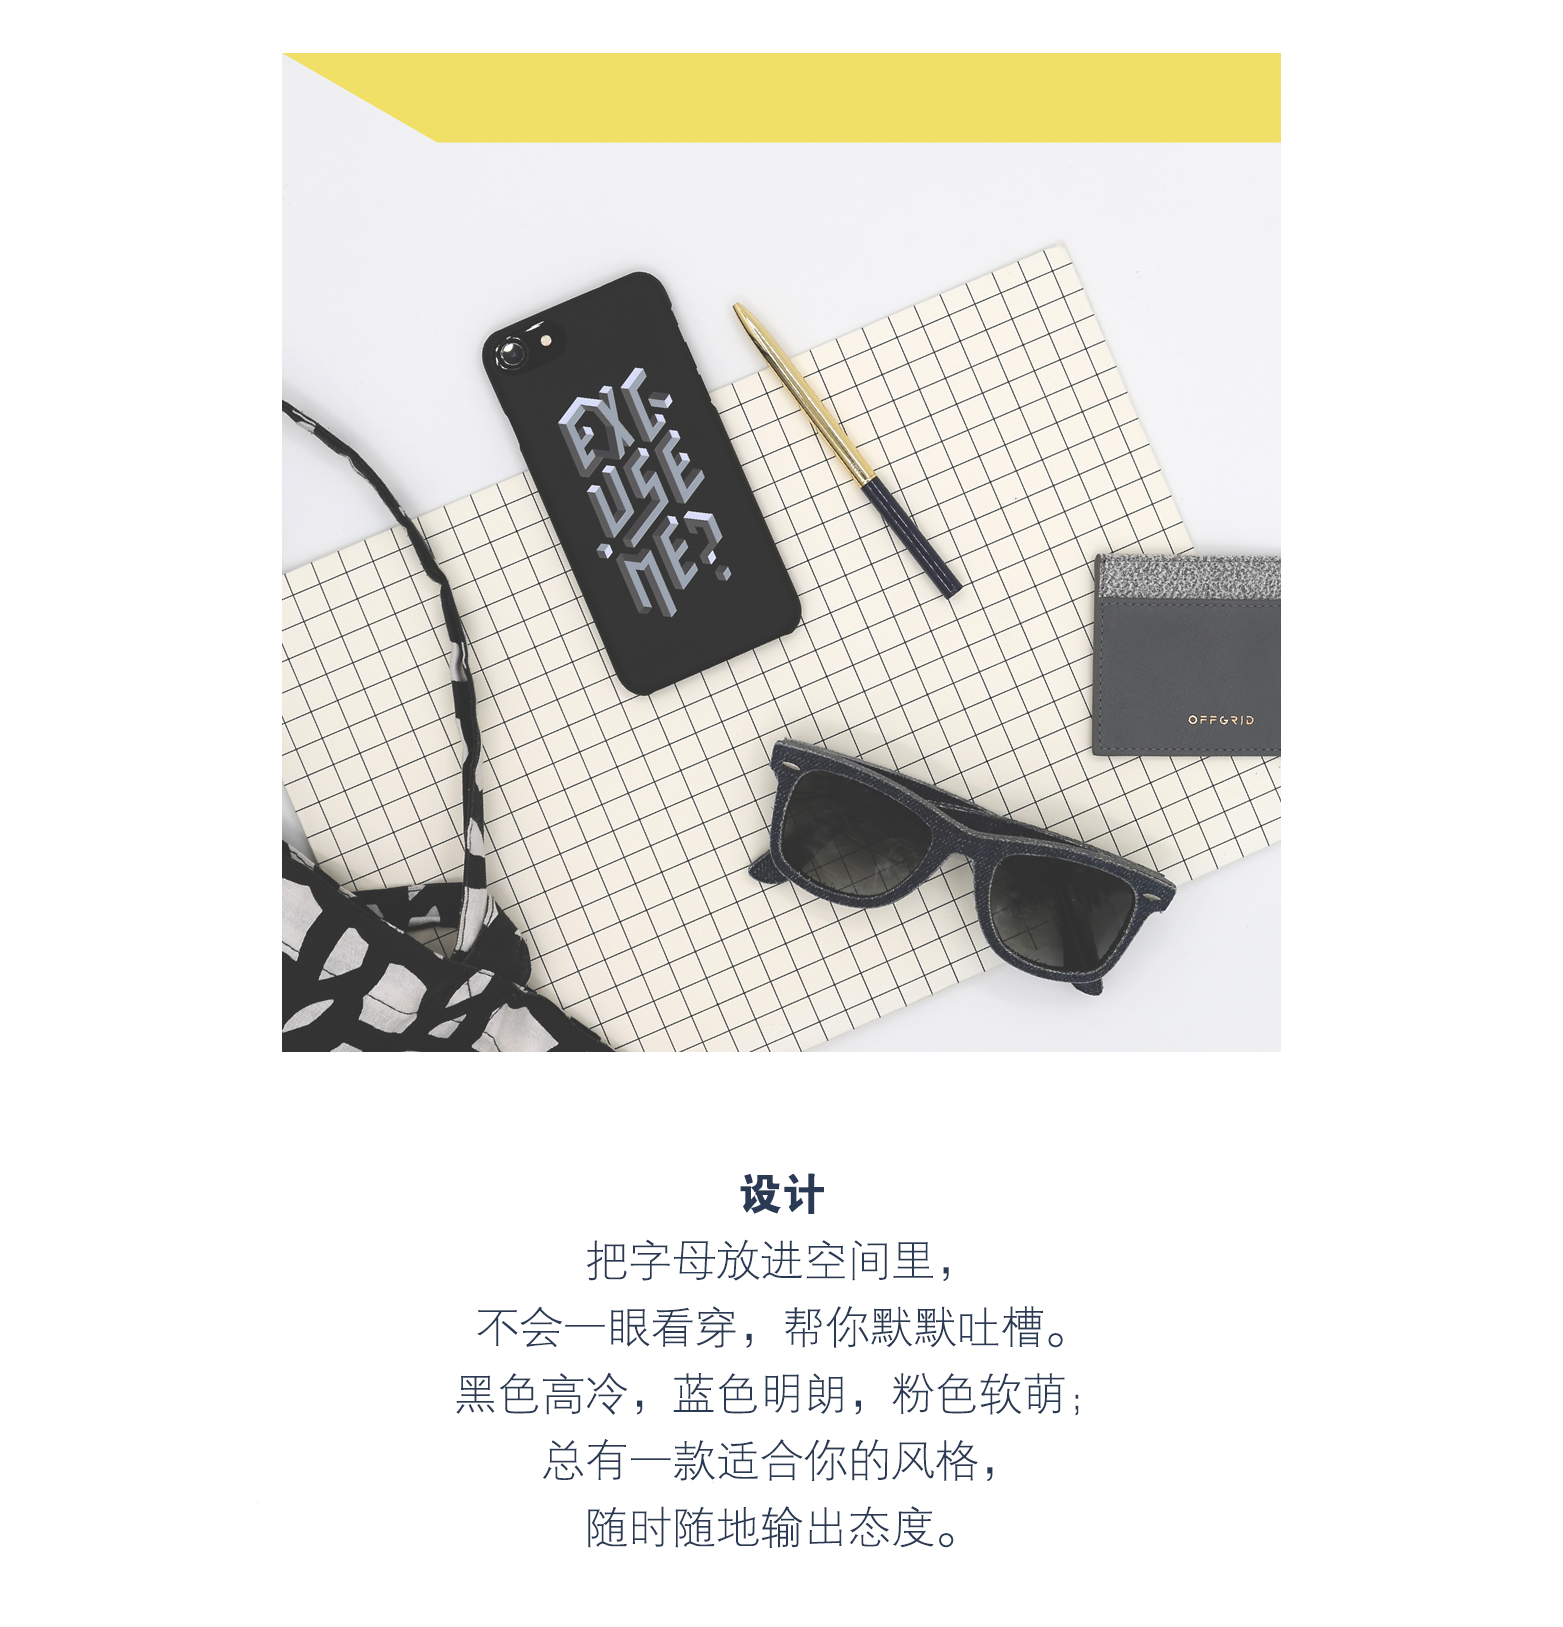 EXC-
USE
ME?
OFFGRID
设计
把字母放进空间里，
不会一眼看穿，帮你默默吐槽。
黑色高冷，蓝色明朗，粉色软萌；
总有一款适合你的风格，
随时随地输出态度。